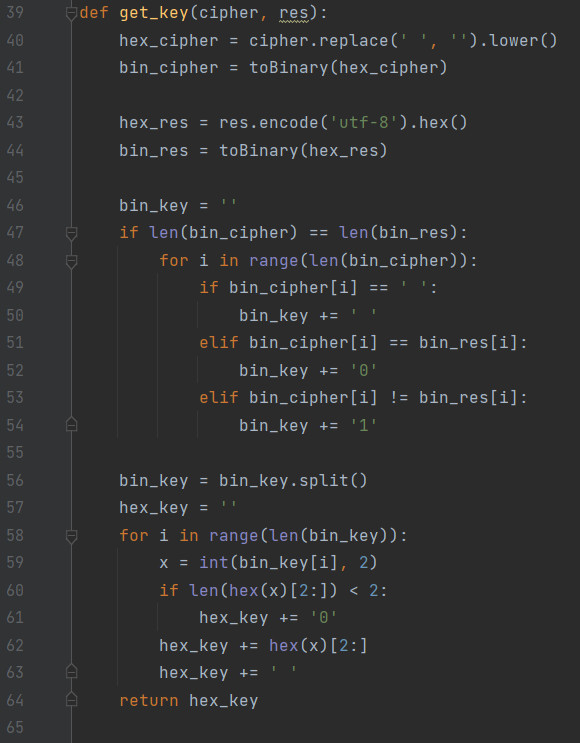 39 def get_key(cipher, res):
40     hex_cipher = cipher.replace(' ', '').lower()
41     bin_cipher = toBinary(hex_cipher)
42
43     hex_res = res.encode('utf-8').hex()
44     bin_res = toBinary(hex_res)
45
46     bin_key = ''
47     if len(bin_cipher) == len(bin_res):
48         for i in range(len(bin_cipher)):
49             if bin_cipher[i] == ' ':
50                 bin_key += ' '
51             elif bin_cipher[i] == bin_res[i]:
52                 bin_key += '0'
53             elif bin_cipher[i] != bin_res[i]:
54                 bin_key += '1'
55
56     bin_key = bin_key.split()
57     hex_key = ''
58     for i in range(len(bin_key)):
59         x = int(bin_key[i], 2)
60         if len(hex(x)[2:]) < 2:
61             hex_key += '0'
62         hex_key += hex(x)[2:]
63         hex_key += ' '
64     return hex_key
65